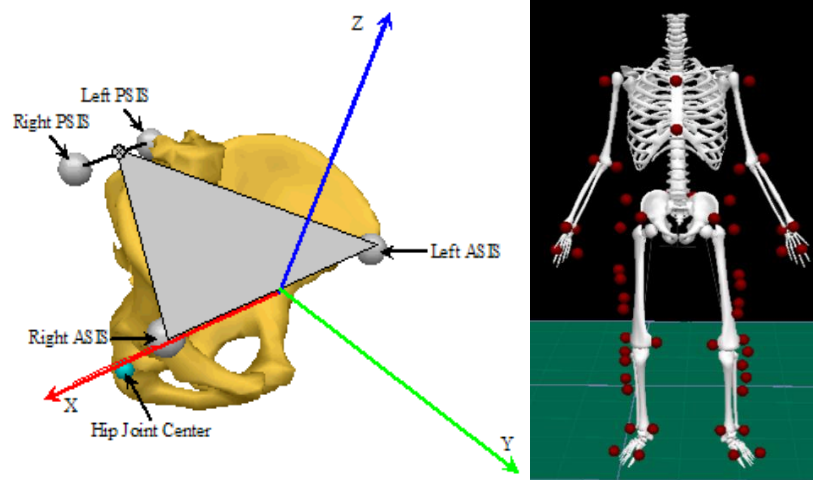 Z
Left PSIS
Right PSIS
Left ASIS
Right ASIS
X
Hip Joint Center
Y